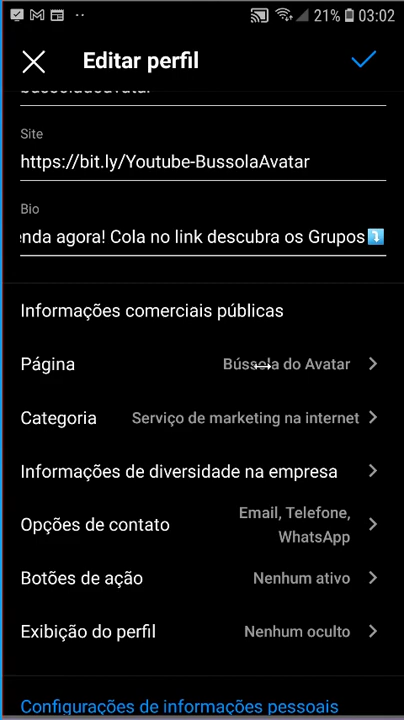 21% 03:02
Editar perfil
Site
https://bit.ly/Youtube-BussolaAvatar
Bio
nda agora! Cola no link descubra os Grupos⤵️
Informações comerciais públicas
Página Bússola do Avatar
Categoria Serviço de marketing na internet
Informações de diversidade na empresa
Opções de contato Email, Telefone,
WhatsApp
Botões de ação Nenhum ativo
Exibição do perfil Nenhum oculto
Configurações de informações pessoais